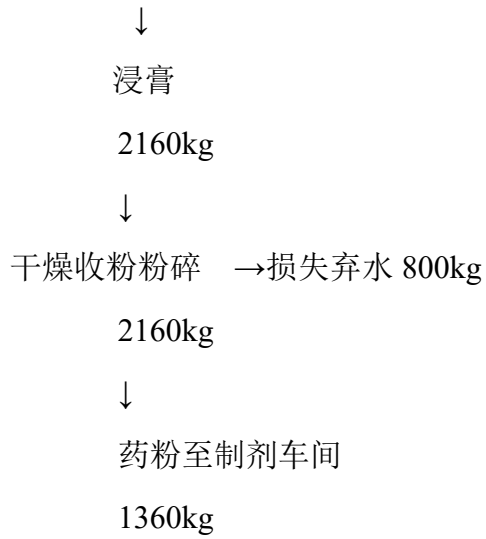 ↓
浸膏
2160kg
↓
干燥收粉粉碎 →损失弃水 800kg
2160kg
↓
药粉至制剂车间
1360kg